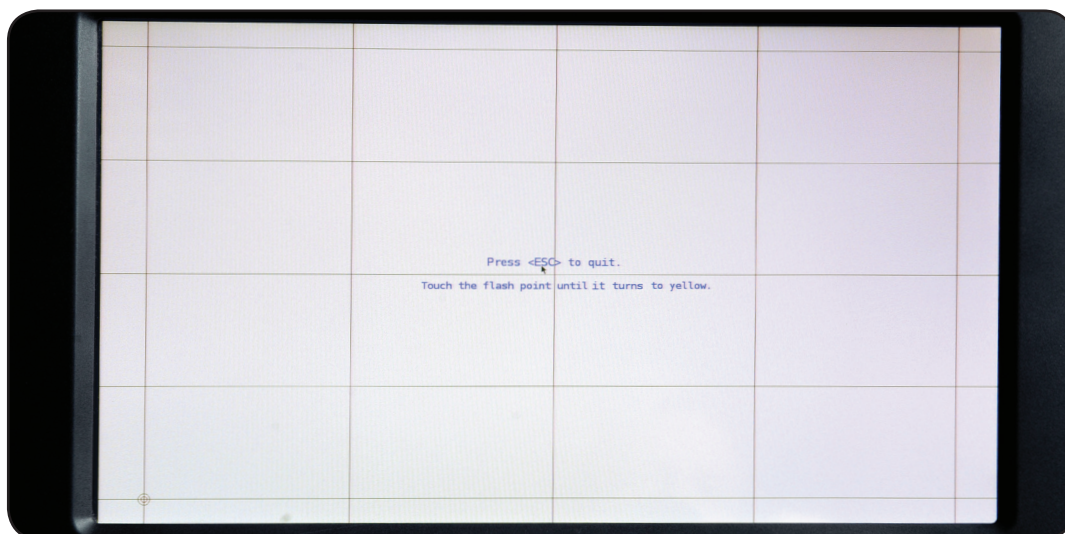 Press <ESC> to quit.
Touch the flash point until it turns to yellow.